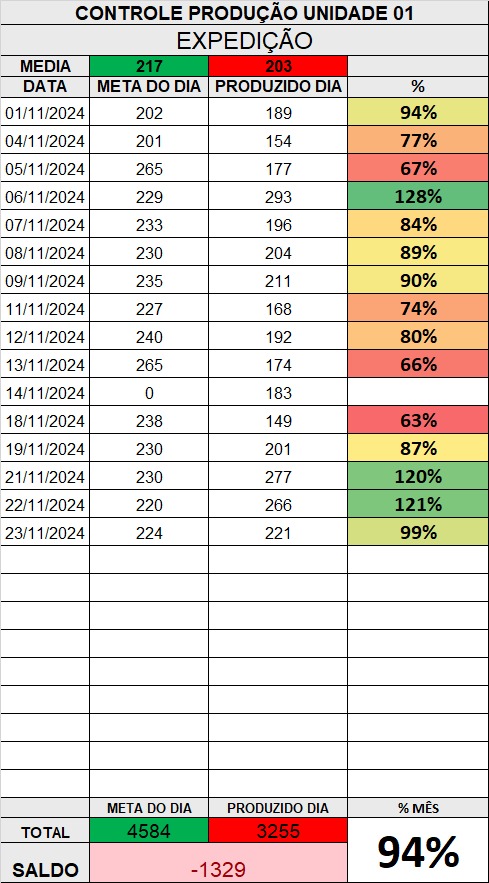 CONTROLE PRODUÇÃO UNIDADE 01
EXPEDIÇÃO
MEDIA 217 203
DATA META DO DIA PRODUZIDO DIA %
01/11/2024 202 189 94%
04/11/2024 201 154 77%
05/11/2024 265 177 67%
06/11/2024 229 293 128%
07/11/2024 233 196 84%
08/11/2024 230 204 89%
09/11/2024 235 211 90%
11/11/2024 227 168 74%
12/11/2024 240 192 80%
13/11/2024 265 174 66%
14/11/2024 0 183
18/11/2024 238 149 63%
19/11/2024 230 201 87%
21/11/2024 230 277 120%
22/11/2024 220 266 121%
23/11/2024 224 221 99%
META DO DIA PRODUZIDO DIA % MÊS
TOTAL 4584 3255 94%
SALDO -1329